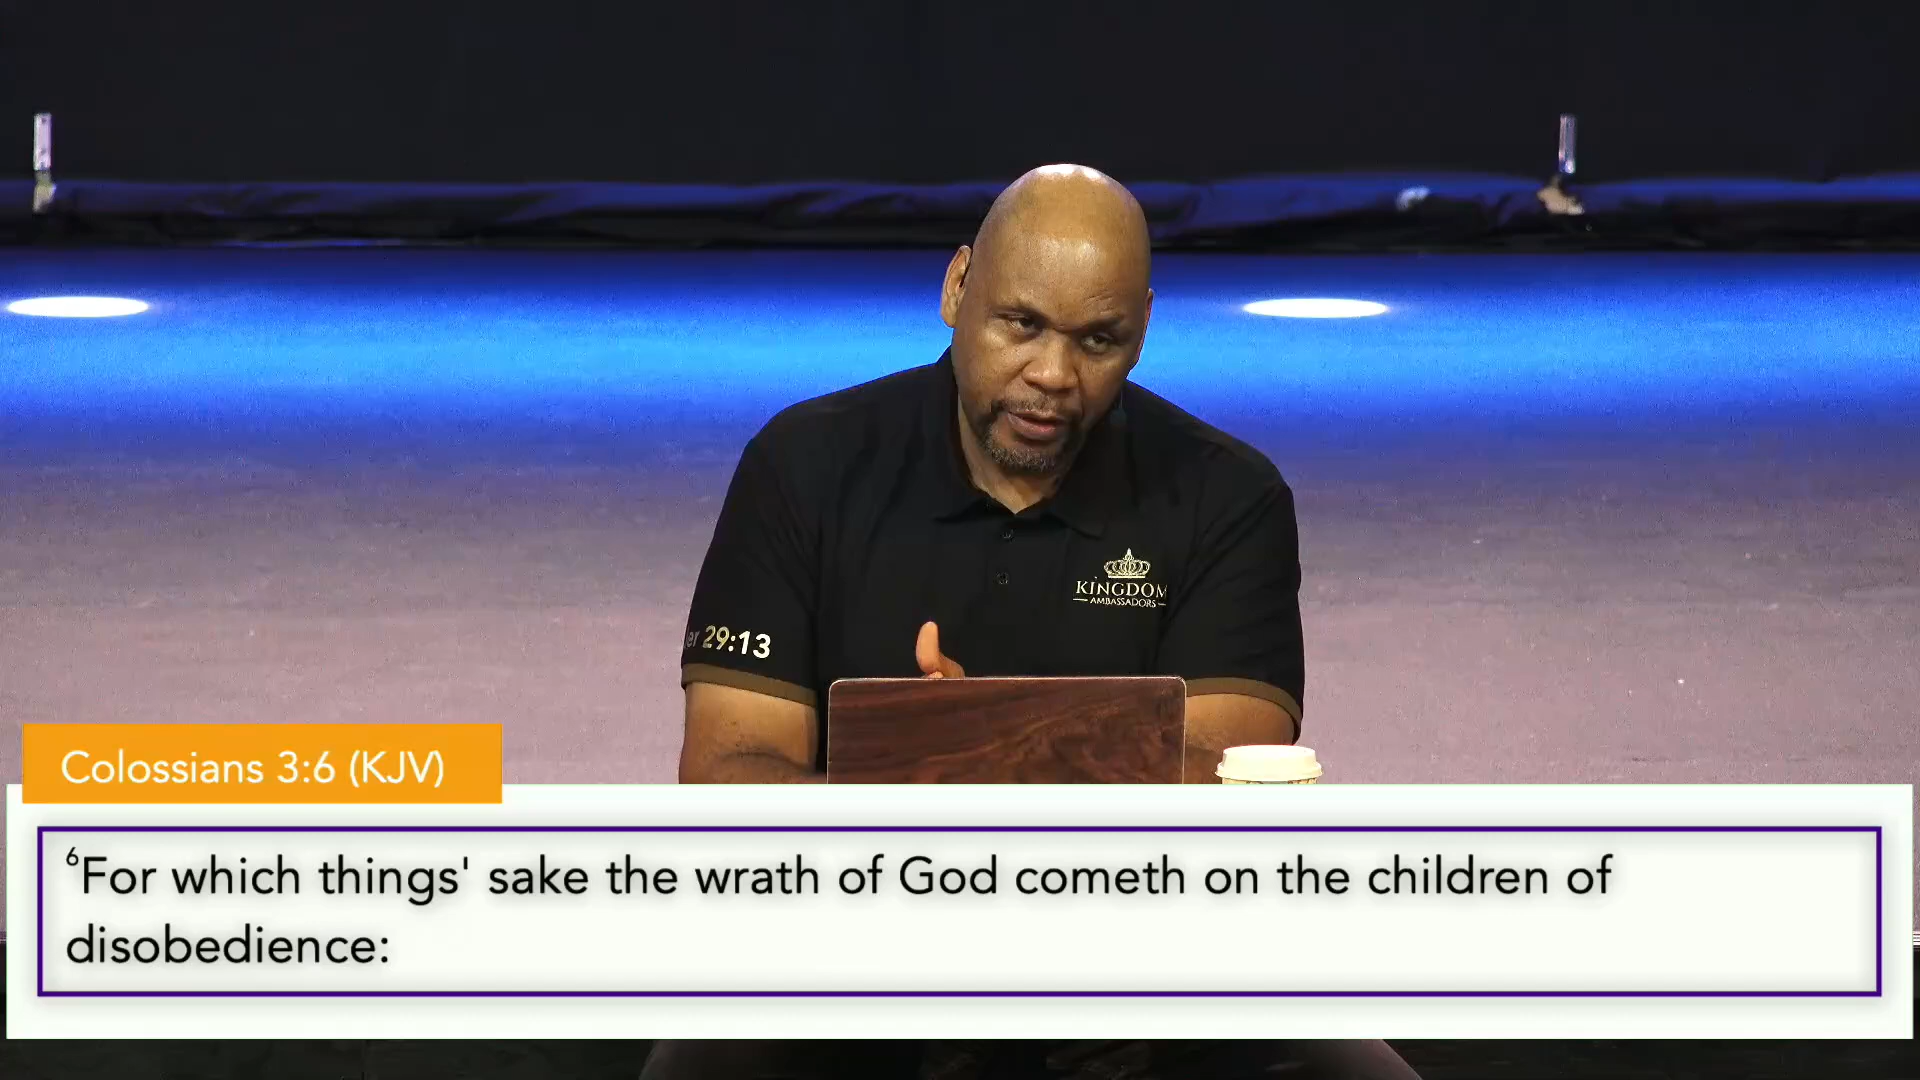 KINGDOM
AMBASSADORS
er 29:13
Colossians 3:6 (KJV)
6For which things' sake the wrath of God cometh on the children of
disobedience: